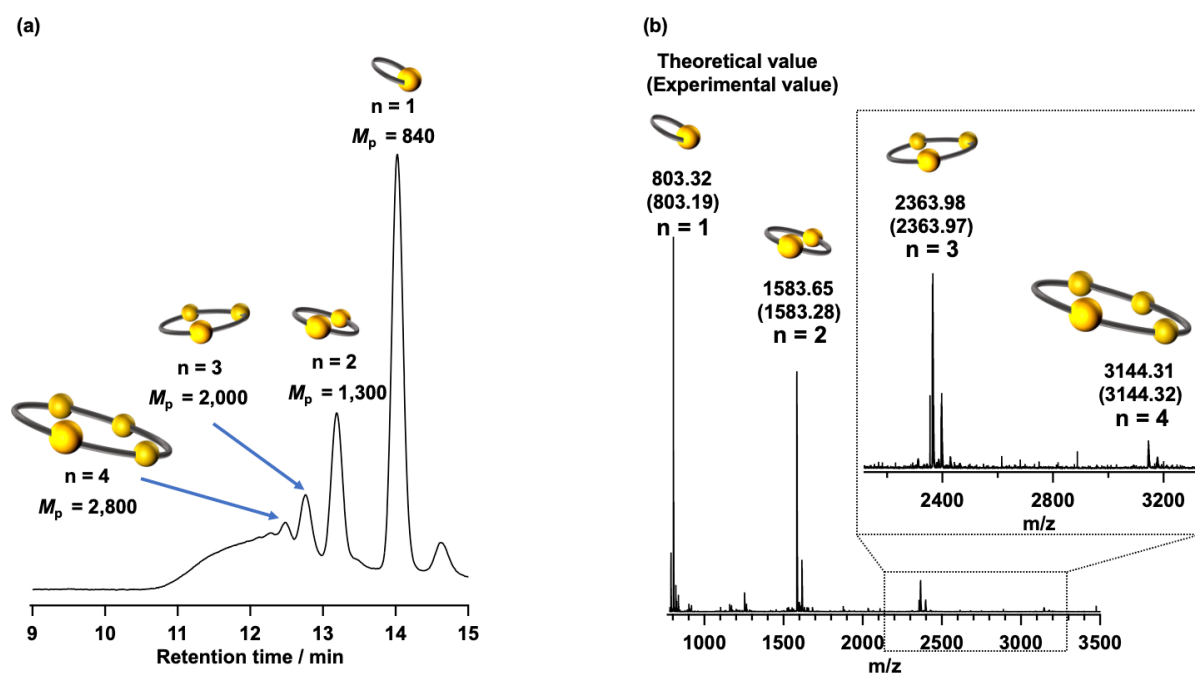 (a)
n = 1
Mp = 840
n = 3
Mp = 2,000
n = 2
Mp = 1,300
n = 4
Mp = 2,800
9 10 11 12 13 14 15
Retention time / min
(b)
Theoretical value
(Experimental value)
803.32
(803.19)
n = 1
1583.65
(1583.28)
n = 2
2363.98
(2363.97)
n = 3
3144.31
(3144.32)
n = 4
2400 2800 3200
m/z
1000 1500 2000 2500 3000 3500
m/z